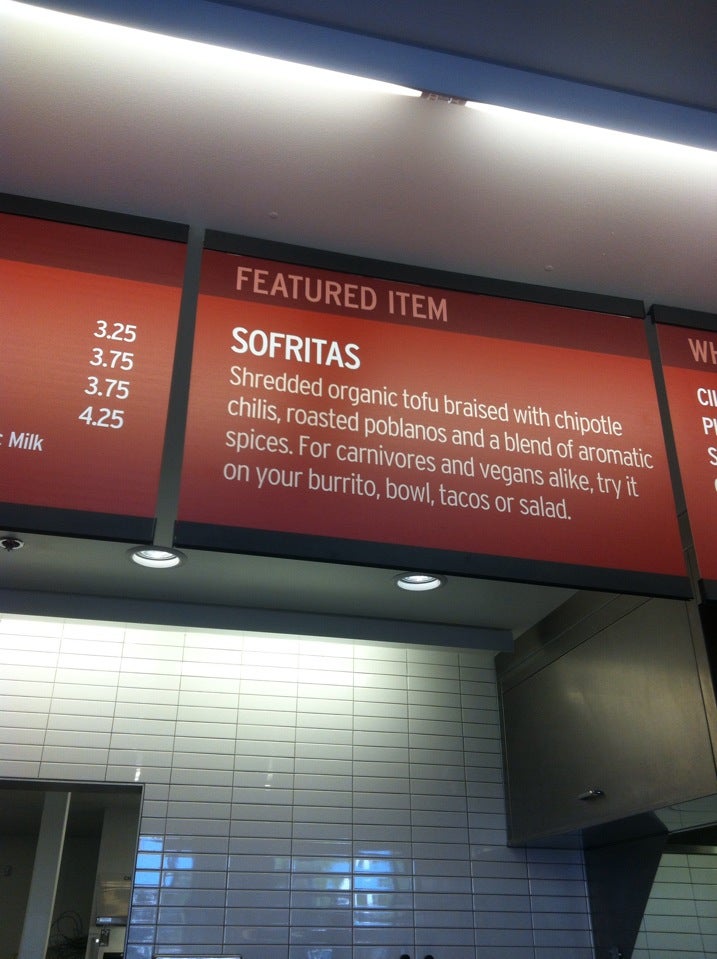 3.25
3.75
3.75
4.25
Milk
FEATURED ITEM
SOFRITAS
Shredded organic tofu braised with chipotle
chilis, roasted poblanos and a blend of aromatic
spices. For carnivores and vegans alike, try it
on your burrito, bowl, tacos or salad.